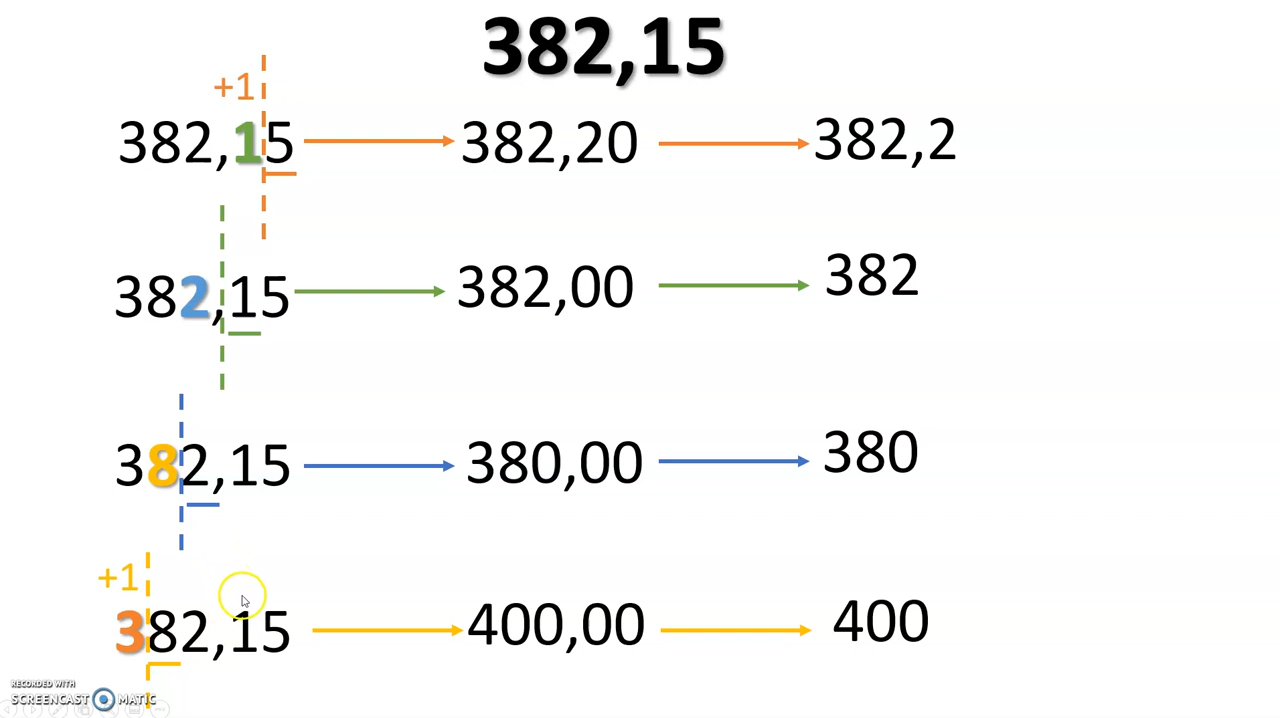 382,15
+1
382,15 382,20 382,2
382,15 382,00 382
382,15 380,00 380
+1
382,15 400,00 400
RECORDED WITH
SCREENCAST MATIC